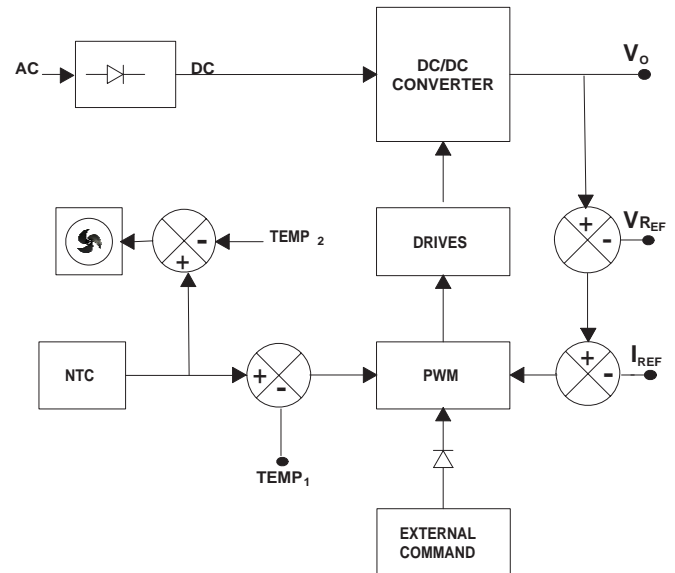 AC
DC
DC/DC
CONVERTER
VO
+
-
TEMP 2
DRIVES
+
-
VREF
NTC
+
-
PWM
+
-
IREF
TEMP1
EXTERNAL
COMMAND